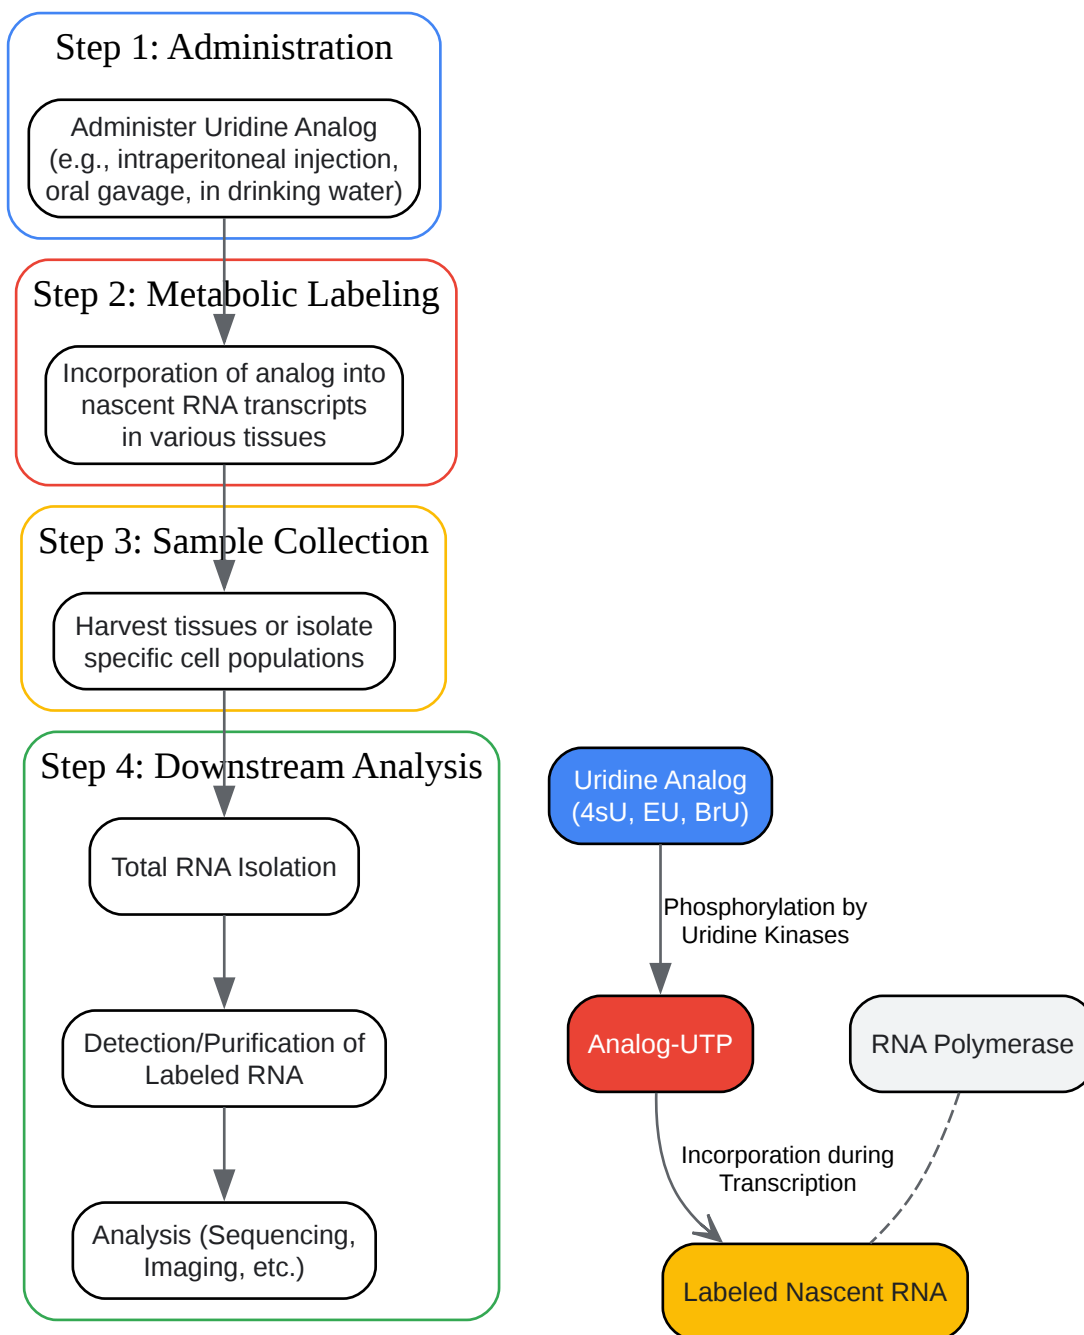 Step 1: Administration
Administer Uridine Analog
(e.g., intraperitoneal injection,
oral gavage, in drinking water)
Step 2: Metabolic Labeling
Incorporation of analog into
nascent RNA transcripts
in various tissues
Step 3: Sample Collection
Harvest tissues or isolate
specific cell populations
Step 4: Downstream Analysis
Total RNA Isolation
Detection/Purification of
Labeled RNA
Analysis (Sequencing,
Imaging, etc.)
Uridine Analog
(4sU, EU, BrU)
Phosphorylation by
Uridine Kinases
Analog-UTP
RNA Polymerase
Incorporation during
Transcription
Labeled Nascent RNA